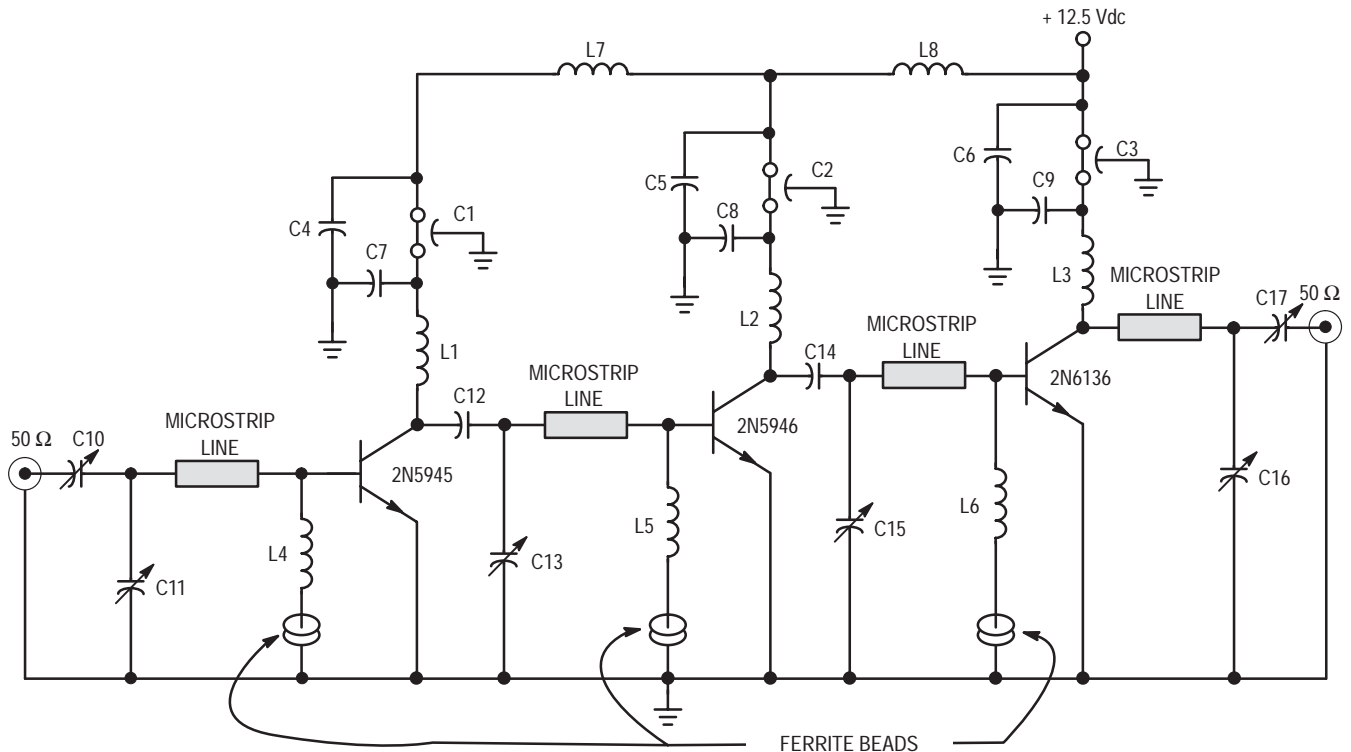 + 12.5 Vdc
L7
L8
C6
C3
C5
C2
C9
C4
C1
C8
C7
L3
MICROSTRIP
LINE
C17
50 Ω
L2
L1
MICROSTRIP
LINE
C14
2N6136
MICROSTRIP
LINE
C12
2N5946
MICROSTRIP
LINE
50 Ω
C10
2N5945
C16
L6
L5
C15
L4
C13
C11
FERRITE BEADS